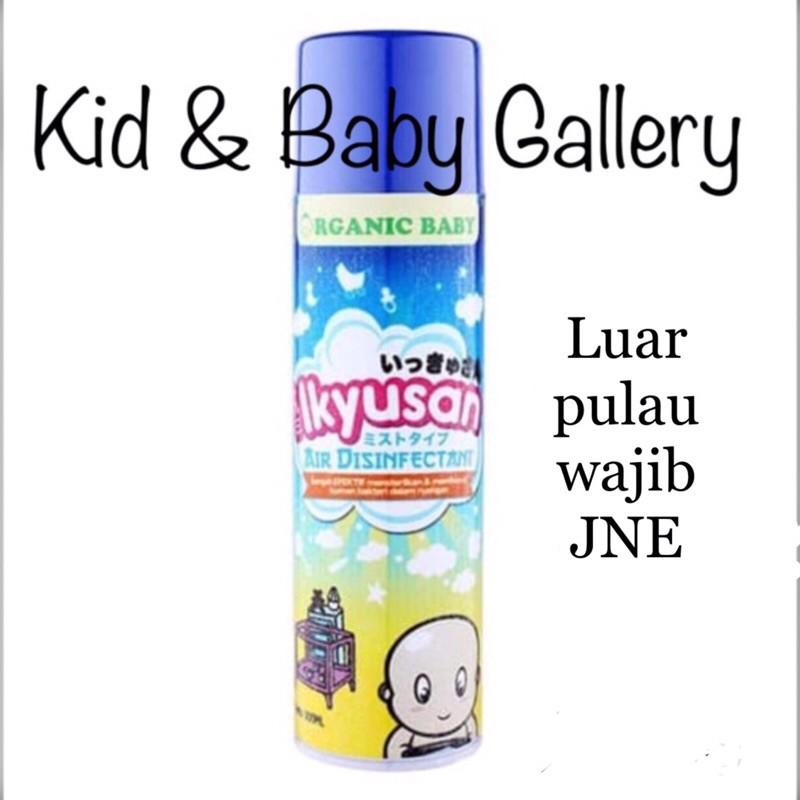 Kid & Baby Gallery
ORGANIC BABY
いっきゅさん
Ikyusan
ミストタイプ
AIR DISINFECTANT
Luar
pulau
wajib
JNE